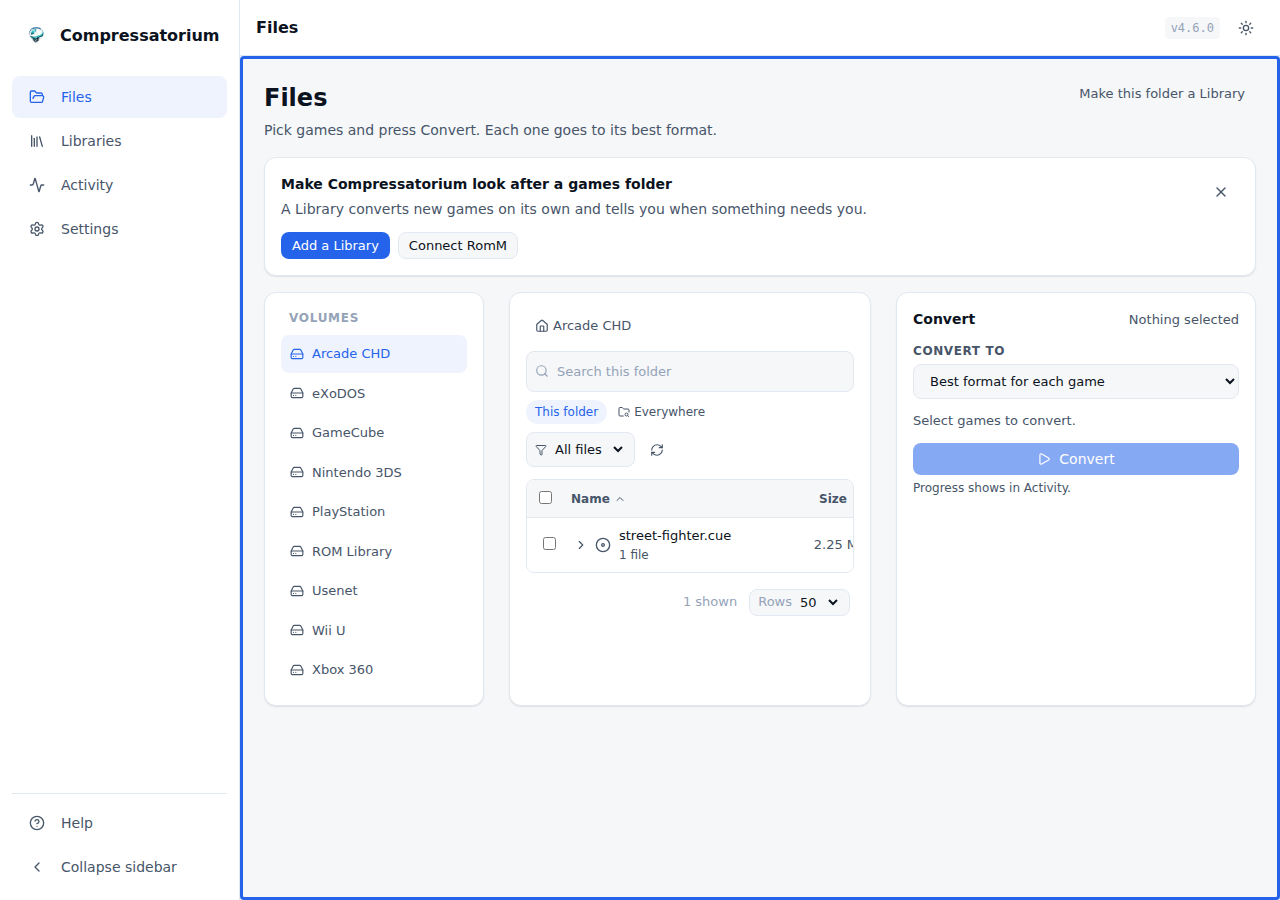 Compressatorium
Files
Libraries
Activity
Settings
Help
Collapse sidebar
Files
v4.6.0
Files
Make this folder a Library
Pick games and press Convert. Each one goes to its best format.
Make Compressatorium look after a games folder
A Library converts new games on its own and tells you when something needs you.
Add a Library
Connect RomM
VOLUMES
Arcade CHD
eXoDOS
GameCube
Nintendo 3DS
PlayStation
ROM Library
Usenet
Wii U
Xbox 360
Arcade CHD
Search this folder
This folder
Everywhere
All files
Name
Size
street-fighter.cue
1 file
2.25 M
1 shown
Rows 50
Convert
Nothing selected
CONVERT TO
Best format for each game
Select games to convert.
Convert
Progress shows in Activity.